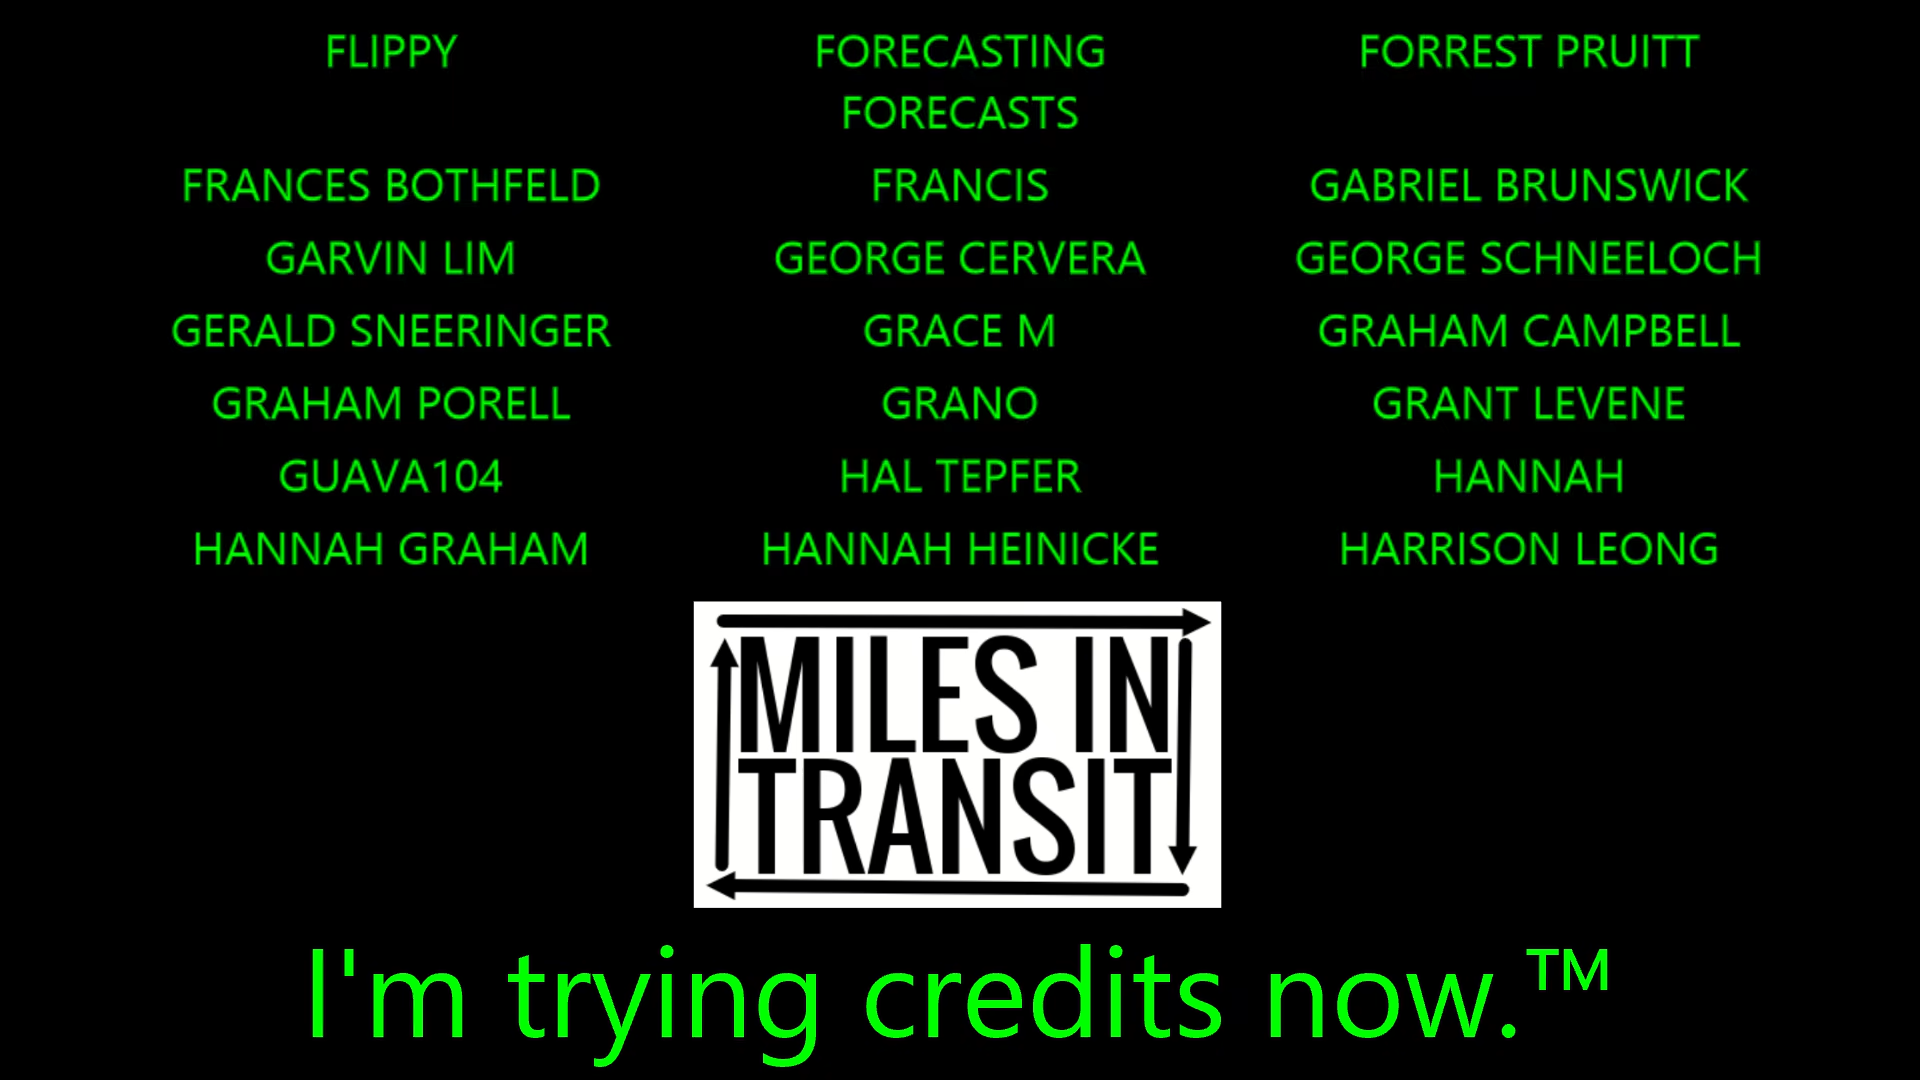 FLIPPY
FORECASTING
FORECASTS
FORREST PRUITT
FRANCES BOTHFELD
FRANCIS
GABRIEL BRUNSWICK
GARVIN LIM
GEORGE CERVERA
GEORGE SCHNEELOCH
GERALD SNEERINGER
GRACE M
GRAHAM CAMPBELL
GRAHAM PORELL
GRANO
GRANT LEVENE
GUAVA104
HAL TEPFER
HANNAH
HANNAH GRAHAM
HANNAH HEINICKE
HARRISON LEONG
MILES IN
TRANSIT
I'm trying credits now.™